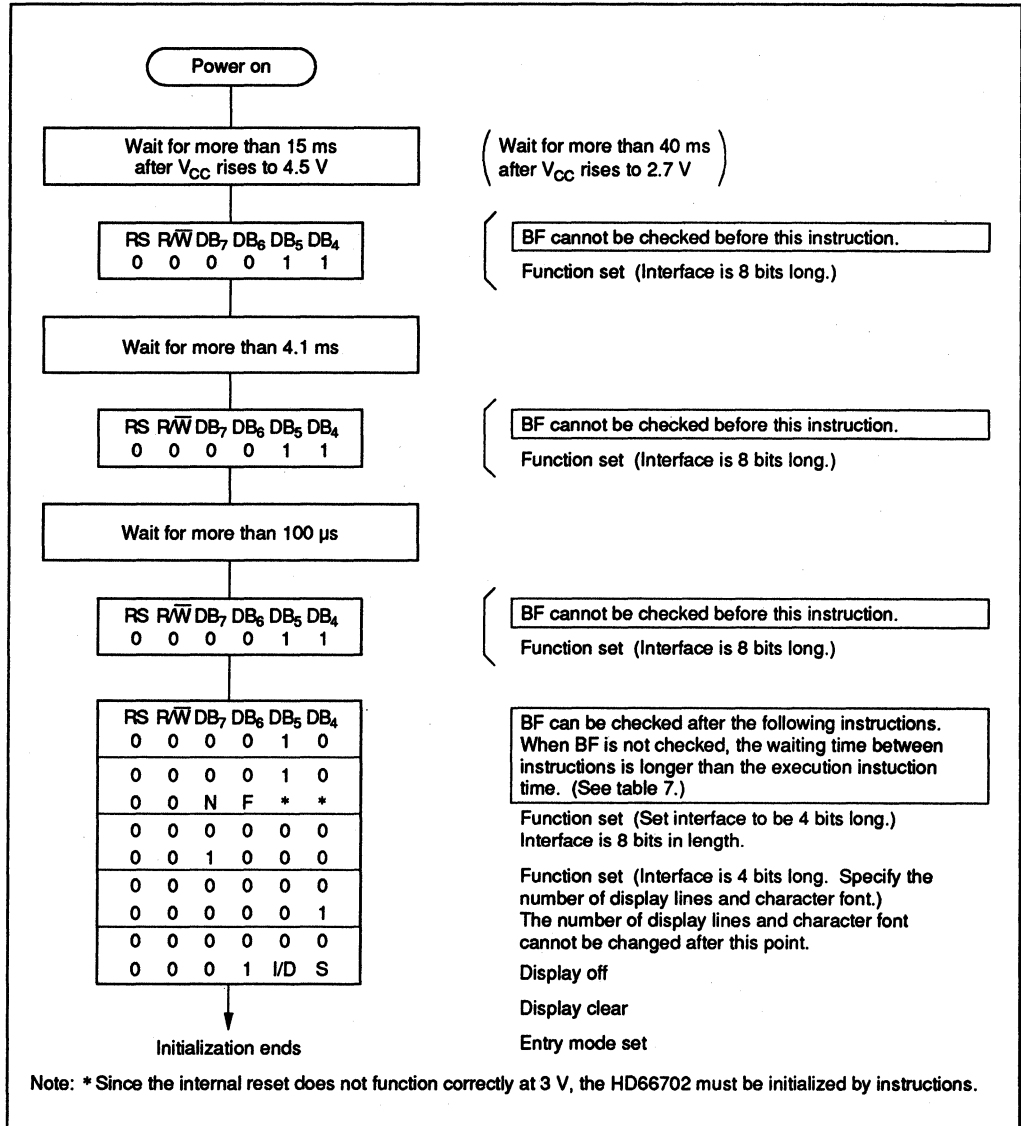 Power on
Wait for more than 15 ms
after VCC rises to 4.5 V
Wait for more than 40 ms
after VCC rises to 2.7 V
RS R/W̅ DB7 DB6 DB5 DB4
0 0 0 0 1 1
BF cannot be checked before this instruction.
Function set (Interface is 8 bits long.)
Wait for more than 4.1 ms
RS R/W̅ DB7 DB6 DB5 DB4
0 0 0 0 1 1
BF cannot be checked before this instruction.
Function set (Interface is 8 bits long.)
Wait for more than 100 µs
RS R/W̅ DB7 DB6 DB5 DB4
0 0 0 0 1 1
BF cannot be checked before this instruction.
Function set (Interface is 8 bits long.)
RS R/W̅ DB7 DB6 DB5 DB4
0 0 0 0 1 0
0 0 0 0 1 0
0 0 N F * *
0 0 0 0 0 0
0 0 1 0 0 0
0 0 0 0 0 0
0 0 0 0 0 1
0 0 0 0 0 0
0 0 0 1 I/D S
Initialization ends
BF can be checked after the following instructions.
When BF is not checked, the waiting time between
instructions is longer than the execution instuction
time. (See table 7.)
Function set (Set interface to be 4 bits long.)
Interface is 8 bits in length.
Function set (Interface is 4 bits long. Specify the
number of display lines and character font.)
The number of display lines and character font
cannot be changed after this point.
Display off
Display clear
Entry mode set
Note: * Since the internal reset does not function correctly at 3 V, the HD66702 must be initialized by instructions.